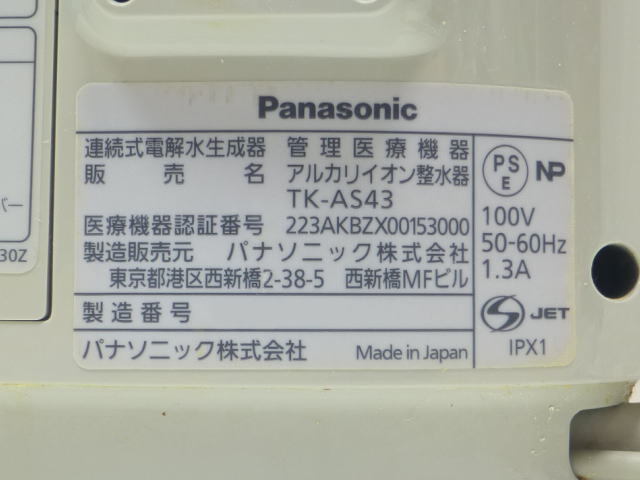 Panasonic
連続式電解水生成器 管理医療機器
販売名 アルカリイオン整水器
TK-AS43
医療機器認証番号 223AKBZX00153000
製造販売元 パナソニック株式会社
東京都港区西新橋2-38-5 西新橋MFビル
製造番号
パナソニック株式会社 Made in Japan
PS
E
NP
100V
50-60Hz
1.3A
S JET
IPX1
バー
30Z